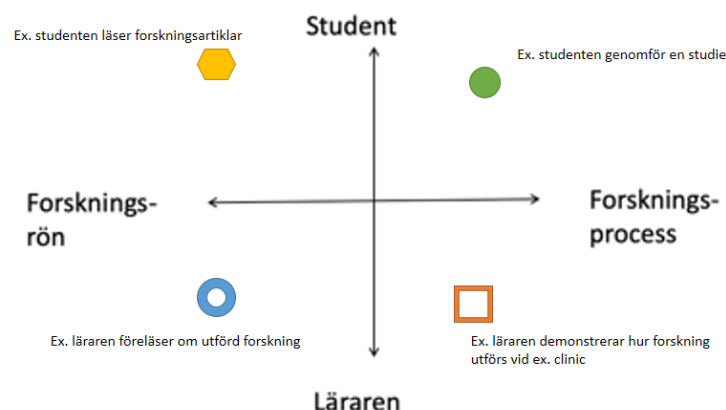 Student
Ex. studenten läser forskningsartiklar
Ex. studenten genomför en studie
Forsknings-
rön
Forsknings-
process
Ex. läraren föreläser om utförd forskning
Ex. läraren demonstrerar hur forskning
utförs vid ex. clinic
Läraren